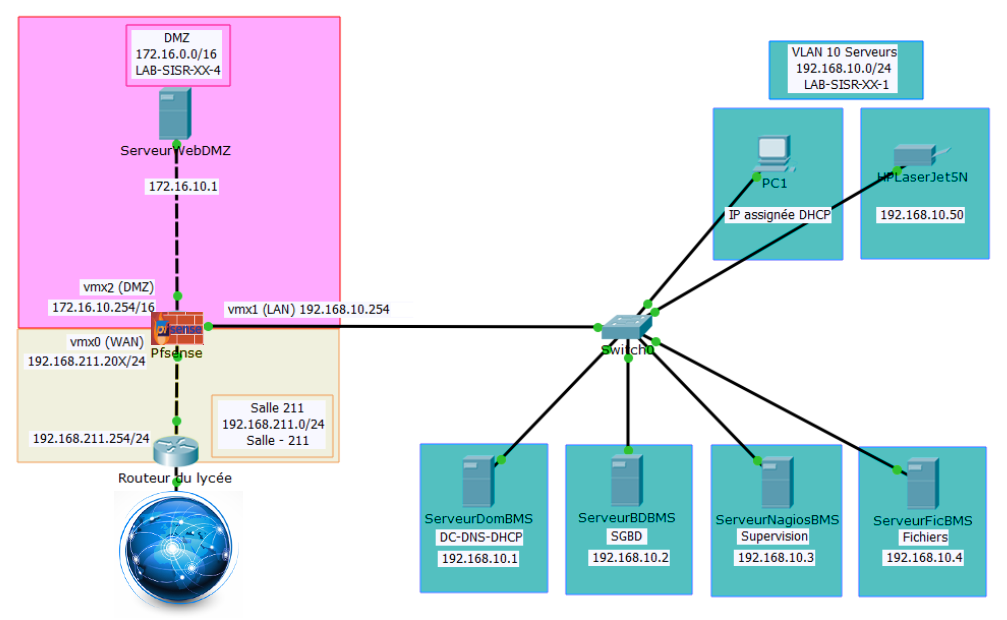 DMZ
172.16.0.0/16
LAB-SISR-XX-4
ServeurWebDMZ
172.16.10.1
vmx2 (DMZ)
172.16.10.254/16
vmx1 (LAN) 192.168.10.254
pfsense
Pfsense
vmx0 (WAN)
192.168.211.20X/24
Salle 211
192.168.211.0/24
Salle - 211
192.168.211.254/24
Routeur du lycée
VLAN 10 Serveurs
192.168.10.0/24
LAB-SISR-XX-1
PC1
IP assignée DHCP
HPLaserJet5N
192.168.10.50
Switch0
ServeurDomBMS
DC-DNS-DHCP
192.168.10.1
ServeurBDBMS
SGBD
192.168.10.2
ServeurNagiosBMS
Supervision
192.168.10.3
ServeurFicBMS
Fichiers
192.168.10.4